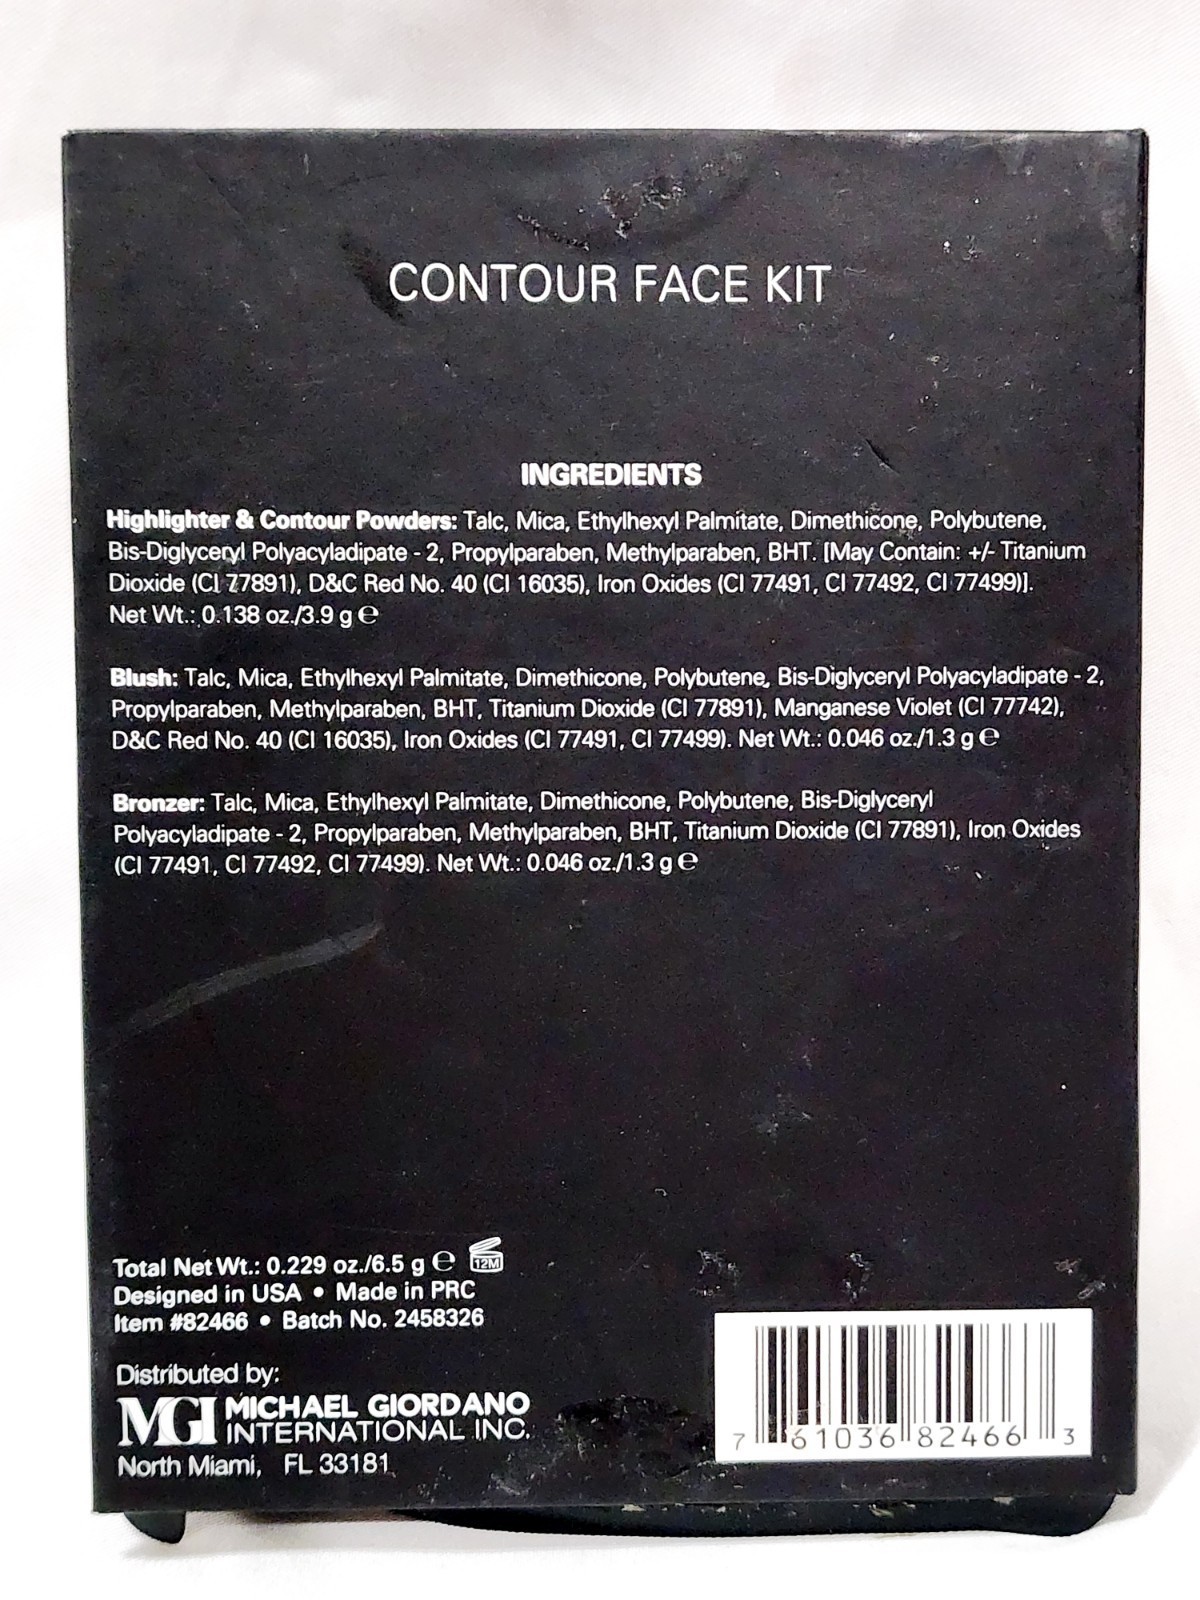 CONTOUR FACE KIT
INGREDIENTS
Highlighter & Contour Powders: Talc, Mica, Ethylhexyl Palmitate, Dimethicone, Polybutene,
Bis-Diglyceryl Polyacyladipate - 2, Propylparaben, Methylparaben, BHT. [May Contain: +/- Titanium
Dioxide (CI 77891), D&C Red No. 40 (CI 16035), Iron Oxides (CI 77491, CI 77492, CI 77499)].
Net Wt.: 0.138 oz./3.9 g ℮
Blush: Talc, Mica, Ethylhexyl Palmitate, Dimethicone, Polybutene, Bis-Diglyceryl Polyacyladipate - 2,
Propylparaben, Methylparaben, BHT, Titanium Dioxide (CI 77891), Manganese Violet (CI 77742),
D&C Red No. 40 (CI 16035), Iron Oxides (CI 77491, CI 77499). Net Wt.: 0.046 oz./1.3 g ℮
Bronzer: Talc, Mica, Ethylhexyl Palmitate, Dimethicone, Polybutene, Bis-Diglyceryl
Polyacyladipate - 2, Propylparaben, Methylparaben, BHT, Titanium Dioxide (CI 77891), Iron Oxides
(CI 77491, CI 77492, CI 77499). Net Wt.: 0.046 oz./1.3 g ℮
Total Net Wt.: 0.229 oz./6.5 g ℮ 12M
Designed in USA • Made in PRC
Item #82466 • Batch No. 2458326
Distributed by:
MGI MICHAEL GIORDANO
INTERNATIONAL INC.
North Miami, FL 33181
7 61036 82466 3